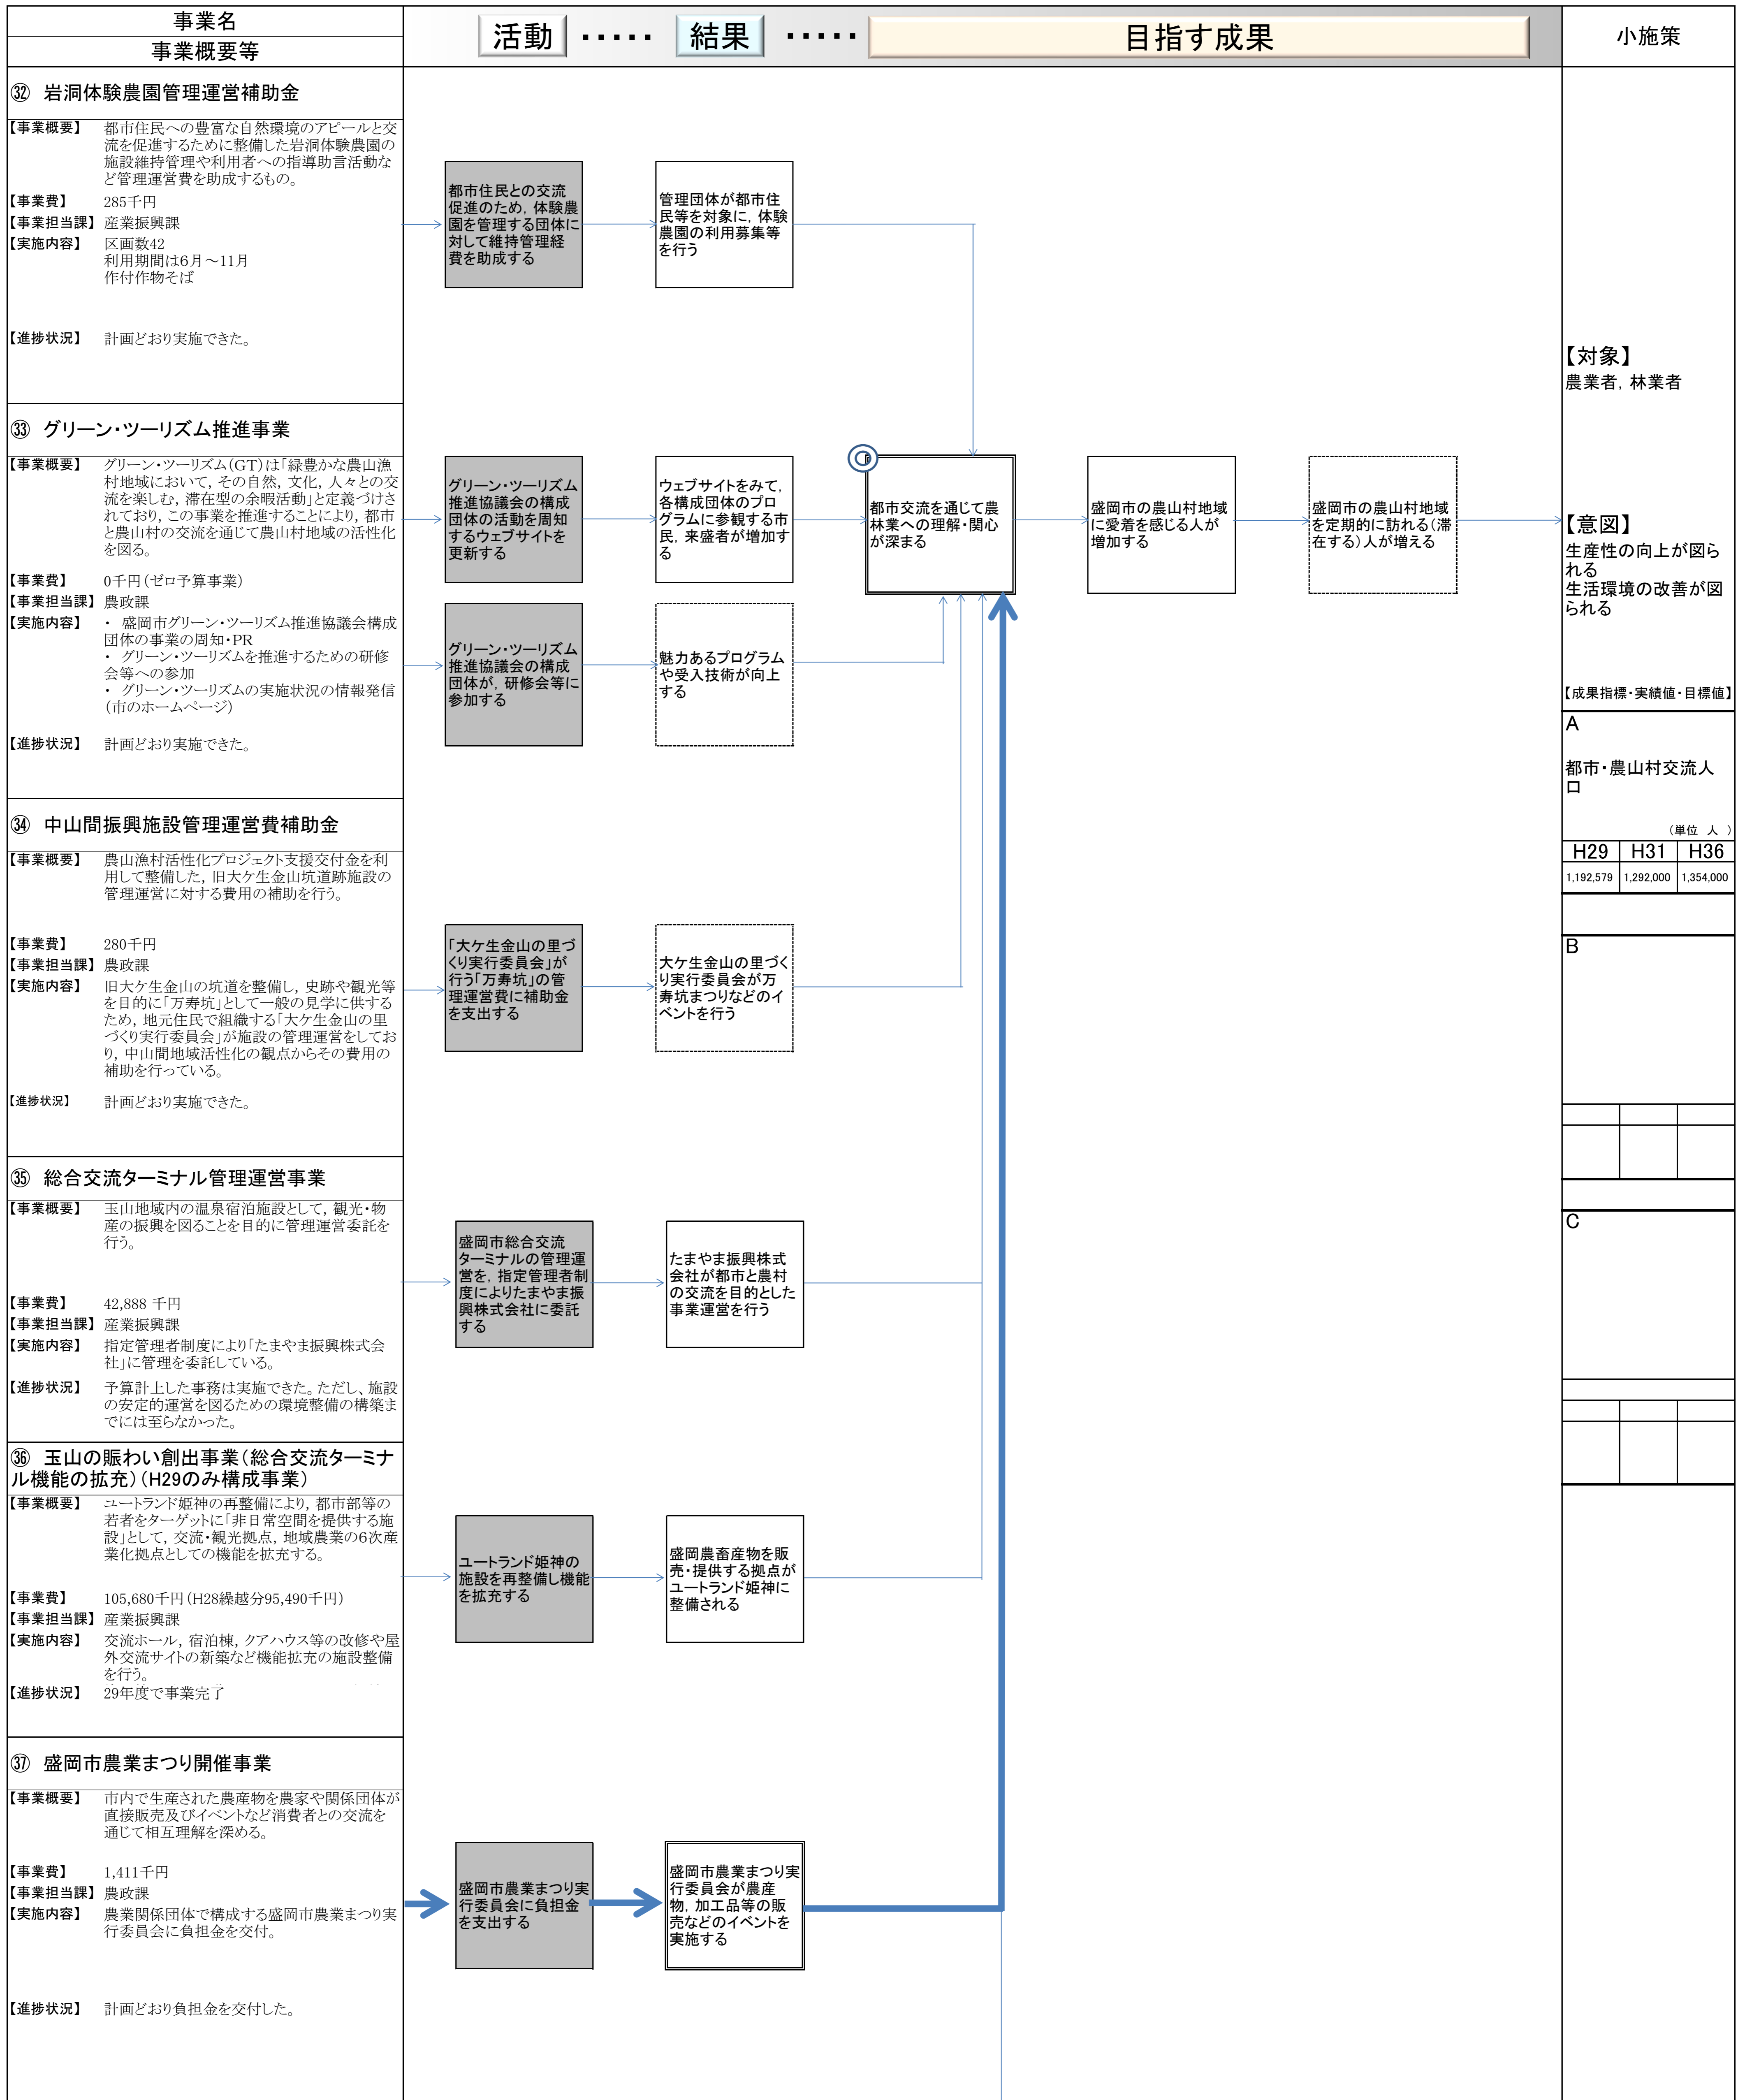 事業名
事業概要等
活動 ・・・・・ 結果 ・・・・・ 目指す成果
小施策
㉜ 岩洞体験農園管理運営補助金
【事業概要】 都市住民への豊富な自然環境のアピールと交
流を促進するために整備した岩洞体験農園の
施設維持管理や利用者への指導助言活動な
ど管理運営費を助成するもの。
【事業費】 285千円
【事業担当課】 産業振興課
【実施内容】 区画数42
利用期間は6月～11月
作付作物そば
【進捗状況】 計画どおり実施できた。
都市住民との交流
促進のため，体験農
園を管理する団体に
対して維持管理経
費を助成する
管理団体が都市住
民等を対象に，体験
農園の利用募集等
を行う
㉝ グリーン・ツーリズム推進事業
【事業概要】 グリーン・ツーリズム（GT）は「緑豊かな農山漁
村地域において，その自然，文化，人々との交
流を楽しむ，滞在型の余暇活動」と定義づけさ
れており，この事業を推進することにより，都市
と農山村の交流を通じて農山村地域の活性化
を図る。
【事業費】 0千円（ゼロ予算事業）
【事業担当課】 農政課
【実施内容】 ・ 盛岡市グリーン・ツーリズム推進協議会構成
団体の事業の周知・PR
・ グリーン・ツーリズムを推進するための研修
会等への参加
・ グリーン・ツーリズムの実施状況の情報発信
（市のホームページ）
【進捗状況】 計画どおり実施できた。
グリーン・ツーリズム
推進協議会の構成
団体の活動を周知
するウェブサイトを
更新する
ウェブサイトをみて，
各構成団体のプロ
グラムに参観する市
民，来盛者が増加す
る
グリーン・ツーリズム
推進協議会の構成
団体が，研修会等に
参加する
魅力あるプログラム
や受入技術が向上
する
都市交流を通じて農
林業への理解・関心
が深まる
盛岡市の農山村地域
に愛着を感じる人が
増加する
盛岡市の農山村地域
を定期的に訪れる（滞
在する）人が増える
㉞ 中山間振興施設管理運営費補助金
【事業概要】 農山漁村活性化プロジェクト支援交付金を利
用して整備した，旧大ケ生金山坑道跡施設の
管理運営に対する費用の補助を行う。
【事業費】 280千円
【事業担当課】 農政課
【実施内容】 旧大ケ生金山の坑道を整備し，史跡や観光等
を目的に「万寿坑」として一般の見学に供する
ため，地元住民で組織する「大ケ生金山の里
づくり実行委員会」が施設の管理運営をしてお
り，中山間地域活性化の観点からその費用の
補助を行っている。
【進捗状況】 計画どおり実施できた。
「大ケ生金山の里づ
くり実行委員会」が
行う「万寿坑」の管
理運営費に補助金
を支出する
大ケ生金山の里づく
り実行委員会が万
寿坑まつりなどのイ
ベントを行う
㉟ 総合交流ターミナル管理運営事業
【事業概要】 玉山地域内の温泉宿泊施設として，観光・物
産の振興を図ることを目的に管理運営委託を
行う。
【事業費】 42,888 千円
【事業担当課】 産業振興課
【実施内容】 指定管理者制度により「たまやま振興株式会
社」に管理を委託している。
【進捗状況】 予算計上した事務は実施できた。ただし、施設
の安定的運営を図るための環境整備の構築ま
でには至らなかった。
盛岡市総合交流
ターミナルの管理運
営を，指定管理者制
度によりたまやま振
興株式会社に委託
する
たまやま振興株式
会社が都市と農村
の交流を目的とした
事業運営を行う
㊱ 玉山の賑わい創出事業（総合交流ターミナ
ル機能の拡充）（H29のみ構成事業）
【事業概要】 ユートランド姫神の再整備により，都市部等の
若者をターゲットに「非日常空間を提供する施
設」として，交流・観光拠点，地域農業の6次産
業化拠点としての機能を拡充する。
【事業費】 105,680千円（H28繰越分95,490千円）
【事業担当課】 産業振興課
【実施内容】 交流ホール，宿泊棟，クアハウス等の改修や屋
外交流サイトの新築など機能拡充の施設整備
を行う。
【進捗状況】 29年度で事業完了
ユートランド姫神の
施設を再整備し機能
を拡充する
盛岡農畜産物を販
売・提供する拠点が
ユートランド姫神に
整備される
㊲ 盛岡市農業まつり開催事業
【事業概要】 市内で生産された農産物を農家や関係団体が
直接販売及びイベントなど消費者との交流を
通じて相互理解を深める。
【事業費】 1,411千円
【事業担当課】 農政課
【実施内容】 農業関係団体で構成する盛岡市農業まつり実
行委員会に負担金を交付。
【進捗状況】 計画どおり負担金を交付した。
盛岡市農業まつり実
行委員会に負担金
を支出する
盛岡市農業まつり実
行委員会が農産
物，加工品等の販
売などのイベントを
実施する
【対象】
農業者，林業者
【意図】
生産性の向上が図ら
れる
生活環境の改善が図
られる
【成果指標・実績値・目標値】
A
都市・農山村交流人
口
（単位 人 ）
H29 H31 H36
1,192,579 1,292,000 1,354,000
B
C